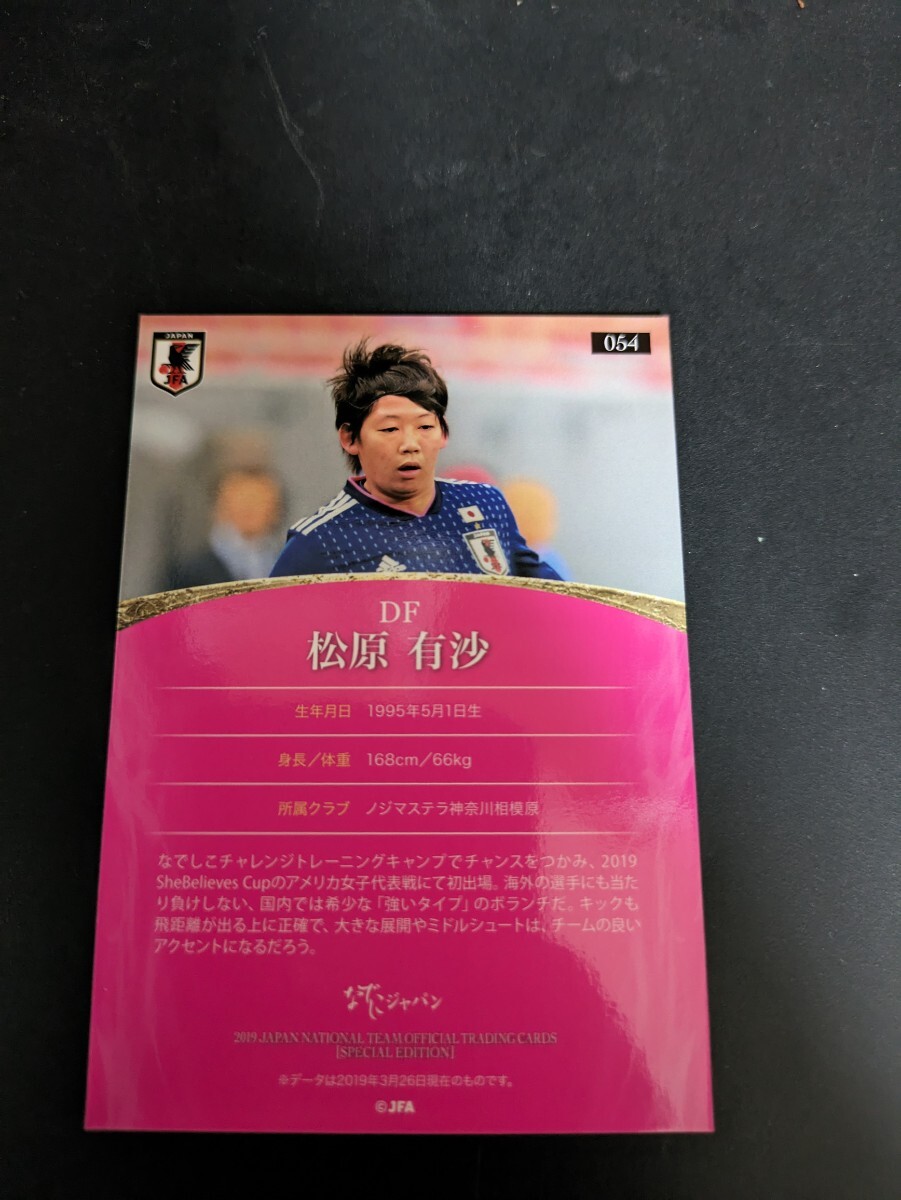 JAPAN
JFA
054
DF
松原 有沙
生年月日 1995年5月1日生
身長／体重 168cm／66kg
所属クラブ ノジマステラ神奈川相模原
なでしこチャレンジトレーニングキャンプでチャンスをつかみ、2019
SheBelieves Cupのアメリカ女子代表戦にて初出場。海外の選手にも当た
り負けしない、国内では希少な「強いタイプ」のボランチだ。キックも
飛距離が出る上に正確で、大きな展開やミドルシュートは、チームの良い
アクセントになるだろう。
なでしこジャパン
2019 JAPAN NATIONAL TEAM OFFICIAL TRADING CARDS
[SPECIAL EDITION]
※データは2019年3月26日現在のものです。
©JFA